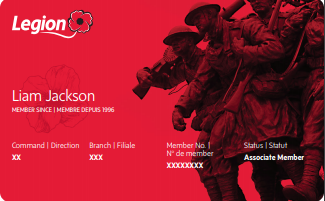 Legion
Liam Jackson
MEMBER SINCE | MEMBRE DEPUIS 1996
Command | Direction
XX
Branch | Filiale
XXX
Member No. |
Nº de member
XXXXXXXX
Status | Statut
Associate Member